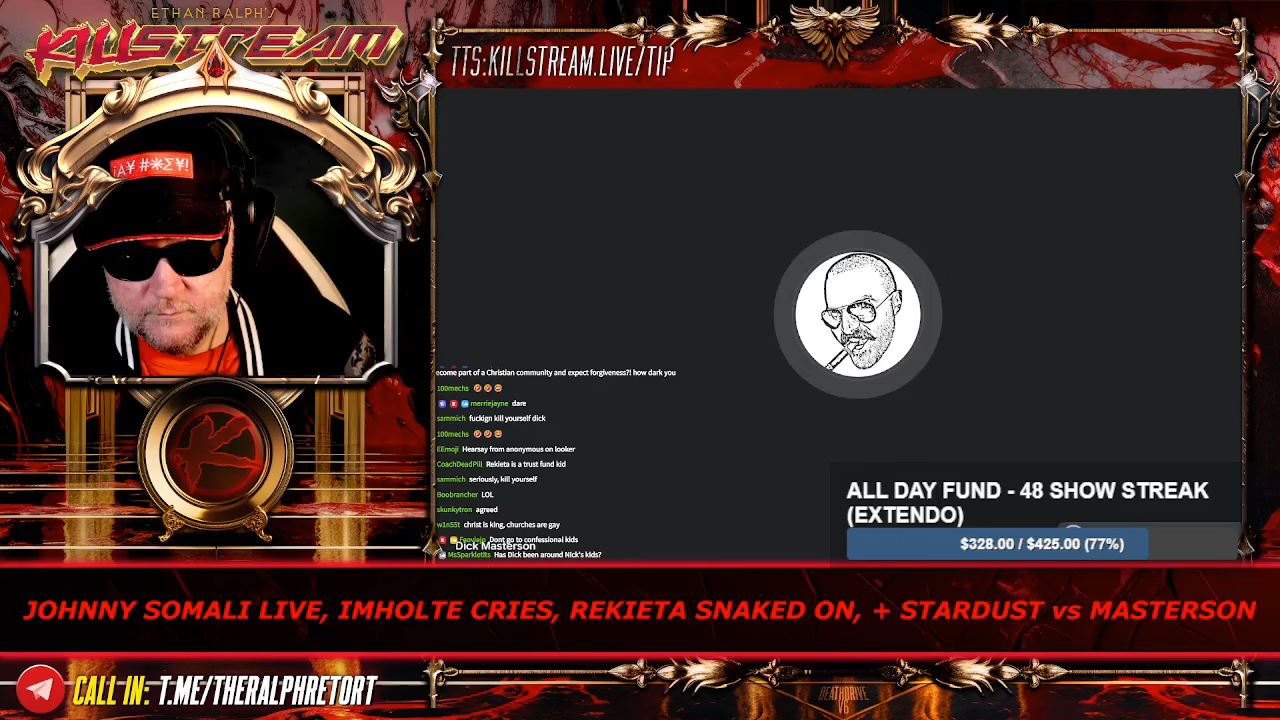 ETHAN RALPH'S
KILLSTREAM
TTS:KILLSTREAM.LIVE/TIP
¡A¥ #*Σ¥!
ecome part of a Christian community and expect forgiveness?! how dark you
100mechs
merriejayne dare
sammich fuckign kill yourself dick
100mechs
EEmoji Hearsay from anonymous on looker
CoachDeadPill Rekieta is a trust fund kid
sammich seriously, kill yourself
Boobrancher LOL
skunkytron agreed
w1n55t christ is king, churches are gay
Dont go to confessional kids
Dick Masterson
MsSparkletits Has Dick been around Nick's kids?
ALL DAY FUND - 48 SHOW STREAK
(EXTENDO)
$328.00 / $425.00 (77%)
JOHNNY SOMALI LIVE, IMHOLTE CRIES, REKIETA SNAKED ON, + STARDUST vs MASTERSON
CALL IN: T.ME/THERALPHRETORT
DEATHDRIVE
V6